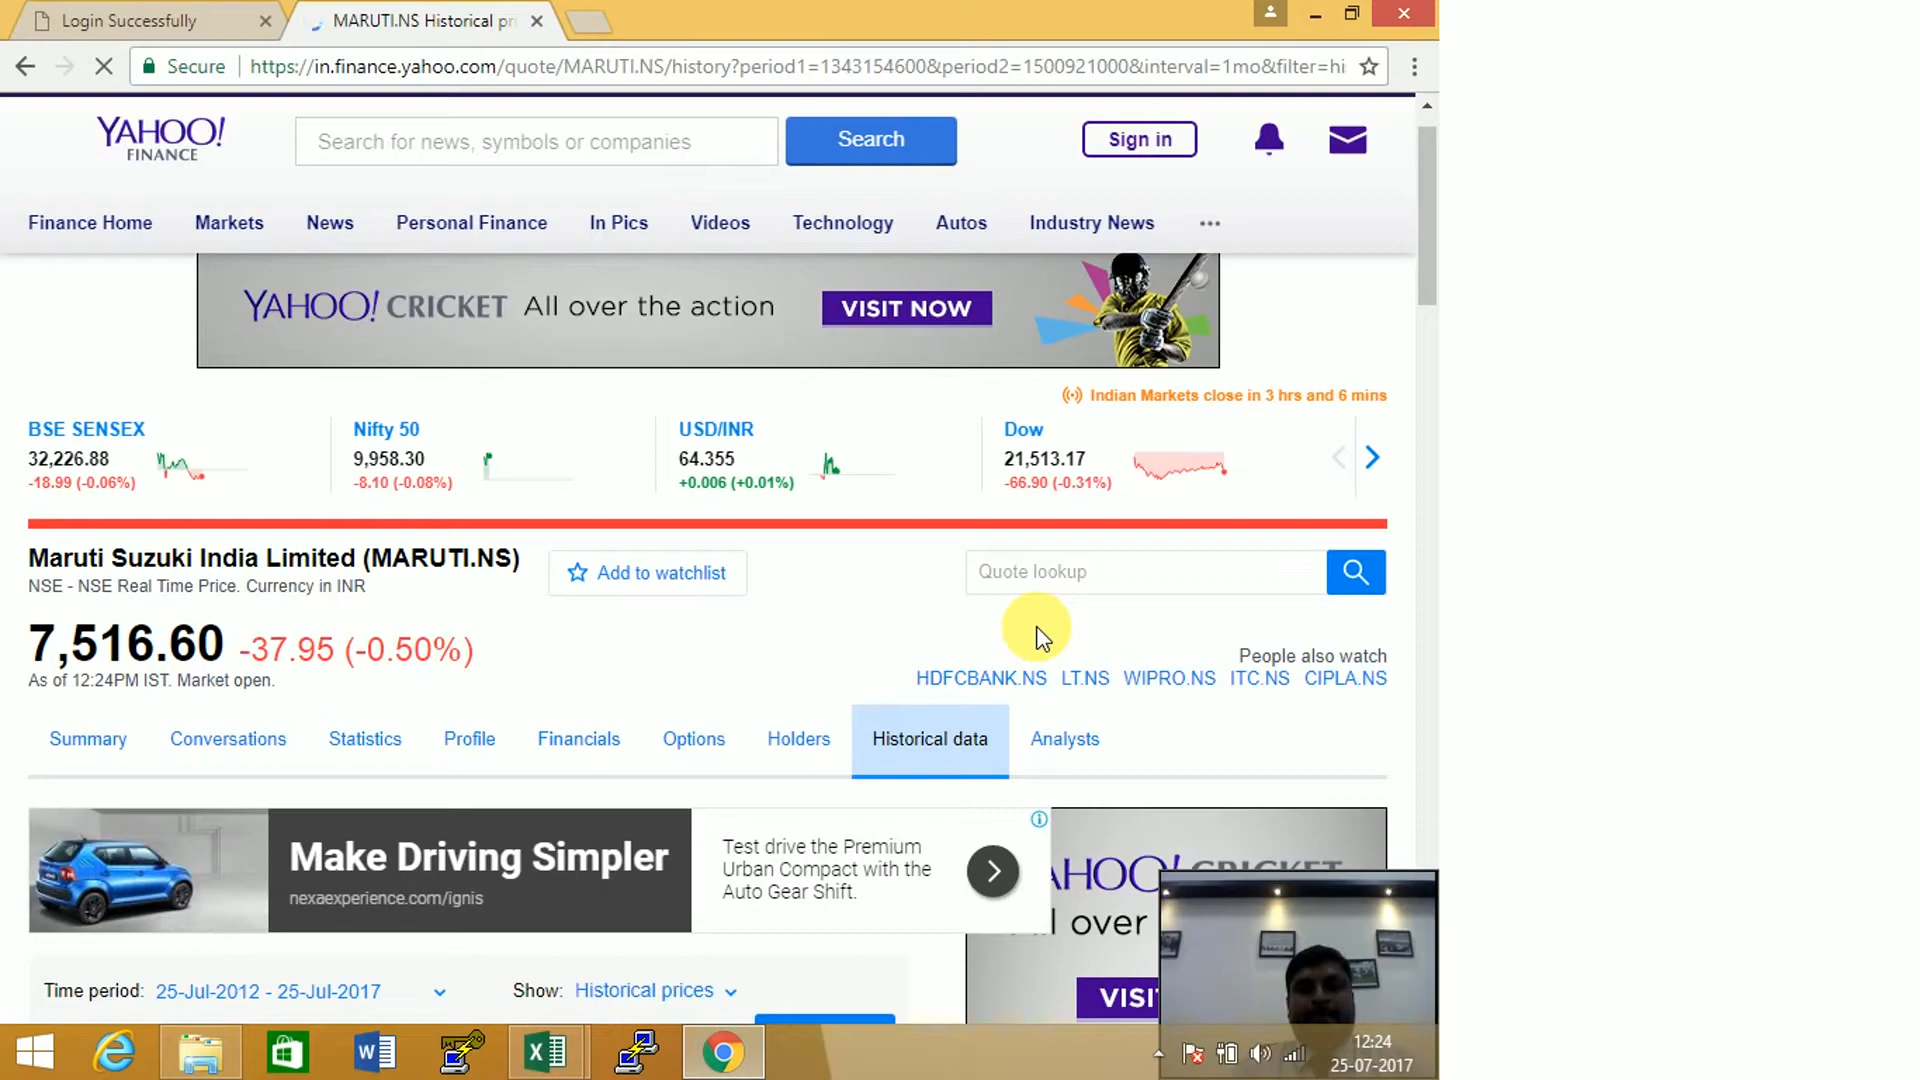 Login Successfully
MARUTI.NS Historical pr
Secure
https://in.finance.yahoo.com/quote/MARUTI.NS/history?period1=1343154600&period2=1500921000&interval=1mo&filter=hi
YAHOO!
FINANCE
Search for news, symbols or companies
Search
Sign in
Finance Home Markets News Personal Finance In Pics Videos Technology Autos Industry News
YAHOO! CRICKET All over the action VISIT NOW
Indian Markets close in 3 hrs and 6 mins
BSE SENSEX
32,226.88
-18.99 (-0.06%)
Nifty 50
9,958.30
-8.10 (-0.08%)
USD/INR
64.355
+0.006 (+0.01%)
Dow
21,513.17
-66.90 (-0.31%)
Maruti Suzuki India Limited (MARUTI.NS)
NSE - NSE Real Time Price. Currency in INR
Add to watchlist
Quote lookup
7,516.60 -37.95 (-0.50%)
As of 12:24PM IST. Market open.
People also watch
HDFCBANK.NS LT.NS WIPRO.NS ITC.NS CIPLA.NS
Summary Conversations Statistics Profile Financials Options Holders Historical data Analysts
Make Driving Simpler
nexaexperience.com/ignis
Test drive the Premium
Urban Compact with the
Auto Gear Shift.
AHOO! CRICKET
l over
VISI
Time period: 25-Jul-2012 - 25-Jul-2017
Show: Historical prices
12:24
25-07-2017